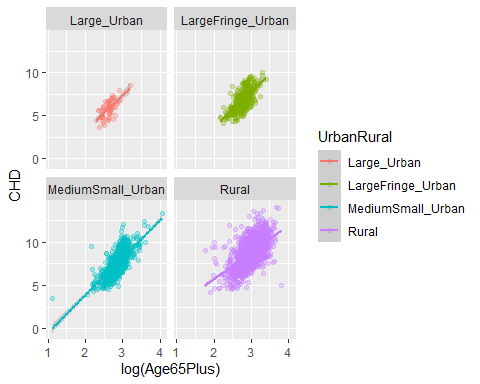 Large_Urban
LargeFringe_Urban
10
5
0
MediumSmall_Urban
Rural
10
5
0
1
2
3
4
1
2
3
4
log(Age65Plus)
CHD
UrbanRural
Large_Urban
LargeFringe_Urban
MediumSmall_Urban
Rural